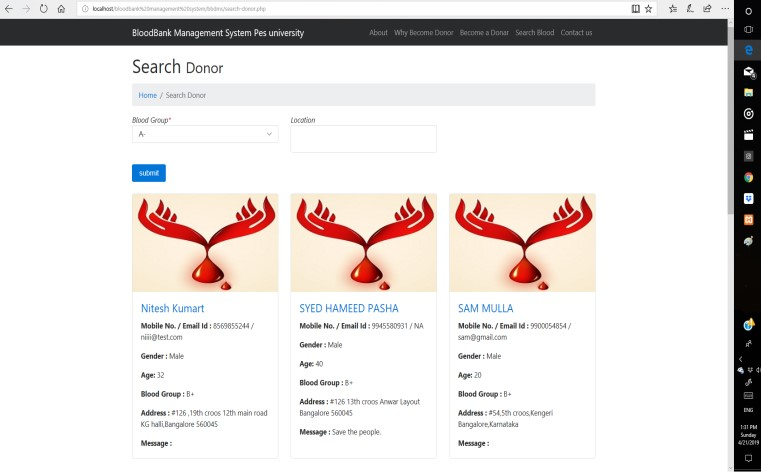 localhost/bloodbank%20management%20system/bbdms/search-donor.php
BloodBank Management System Pes university
About Why Become Donor Become a Donar Search Blood Contact us
Search Donor
Home / Search Donor
Blood Group* Location
A-
submit
Nitesh Kumart
Mobile No. / Email Id : 8569855244 /
niiii@test.com
Gender : Male
Age: 32
Blood Group : B+
Address : #126 ,19th croos 12th main road
KG halli,Bangalore 560045
Message :
SYED HAMEED PASHA
Mobile No. / Email Id : 9945580931 / NA
Gender : Male
Age: 40
Blood Group : B+
Address : #126 13th croos Anwar Layout
Bangalore 560045
Message : Save the people.
SAM MULLA
Mobile No. / Email Id : 9900054854 /
sam@gmail.com
Gender : Male
Age: 20
Blood Group : B+
Address : #54,5th croos,Kengeri
Bangalore,Karnataka
Message :
ENG
1:31 PM
Sunday
4/21/2019